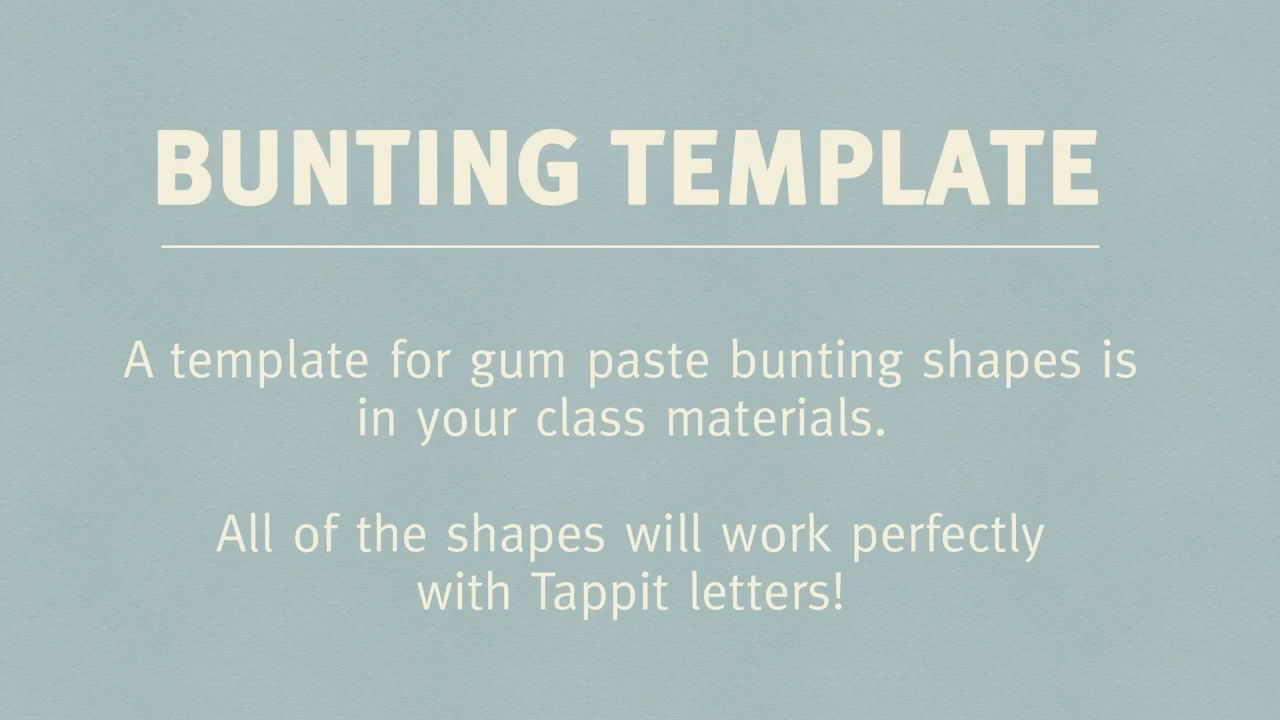 BUNTING TEMPLATE
A template for gum paste bunting shapes is
in your class materials.
All of the shapes will work perfectly
with Tappit letters!